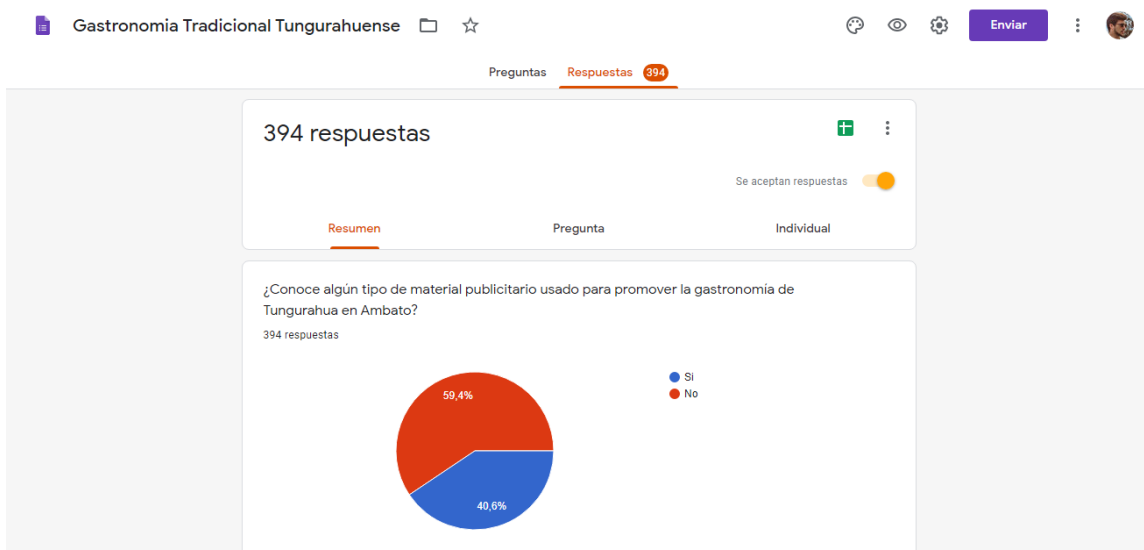 Gastronomia Tradicional Tungurahuense
Enviar
Preguntas
Respuestas 394
394 respuestas
Se aceptan respuestas
Resumen
Pregunta
Individual
¿Conoce algún tipo de material publicitario usado para promover la gastronomía de
Tungurahua en Ambato?
394 respuestas
Si
No
59,4%
40,6%